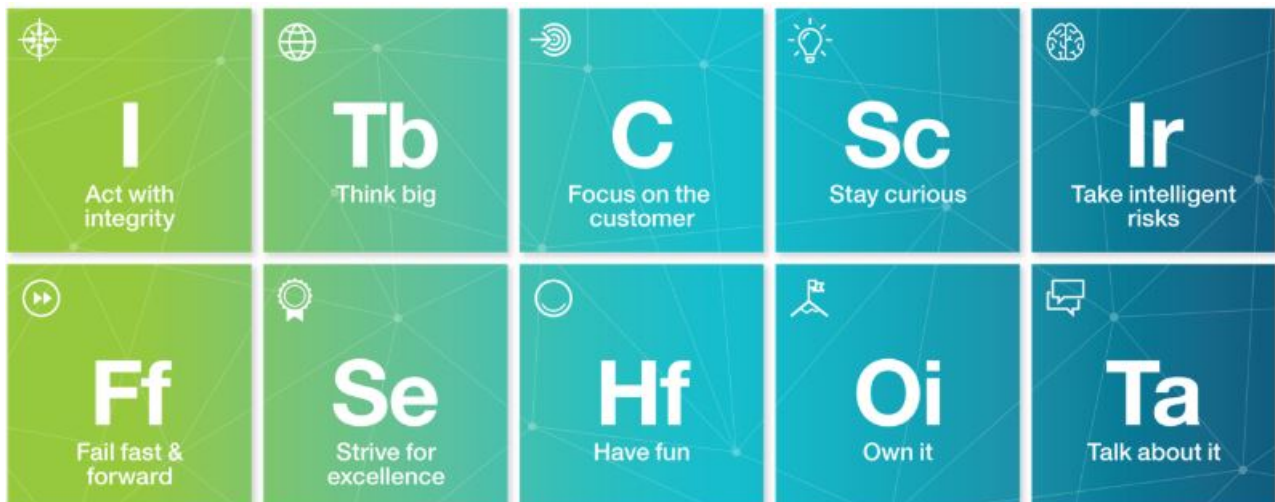 I
Act with
integrity
Tb
Think big
C
Focus on the
customer
Sc
Stay curious
Ir
Take intelligent
risks
Ff
Fail fast &
forward
Se
Strive for
excellence
Hf
Have fun
Oi
Own it
Ta
Talk about it